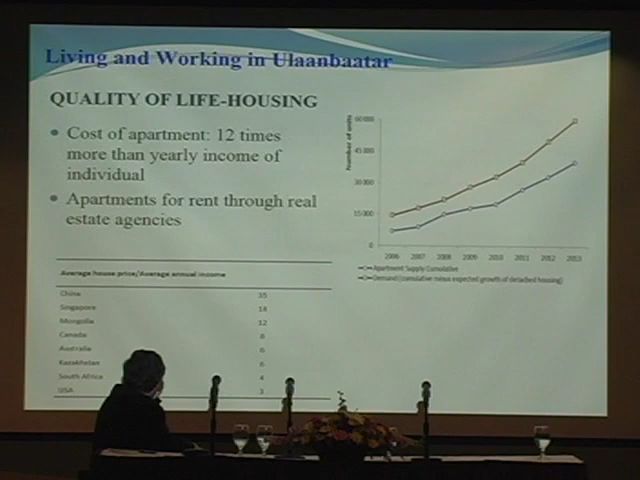 Living and Working in Ulaanbaatar
QUALITY OF LIFE-HOUSING
Cost of apartment: 12 times
more than yearly income of
individual
Apartments for rent through real
estate agencies
Number of units
60 000
45 000
30 000
15 000
0
2006 2007 2008 2009 2010 2011 2012 2013
Apartment Supply Cumulative
Demand (cumulative minus expected growth of detached housing)
Average house price/Average annual income
China 35
Singapore 18
Mongolia 12
Canada 8
Australia 6
Kazakhstan 6
South Africa 4
USA 3